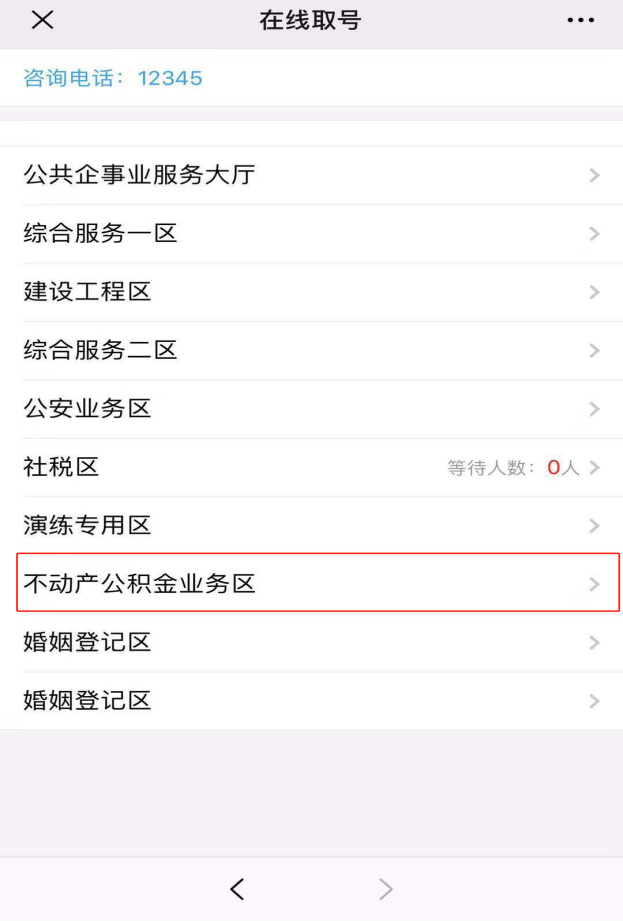 在线取号
咨询电话：12345
公共企事业服务大厅
综合服务一区
建设工程区
综合服务二区
公安业务区
社税区 等待人数：0人
演练专用区
不动产公积金业务区
婚姻登记区
婚姻登记区